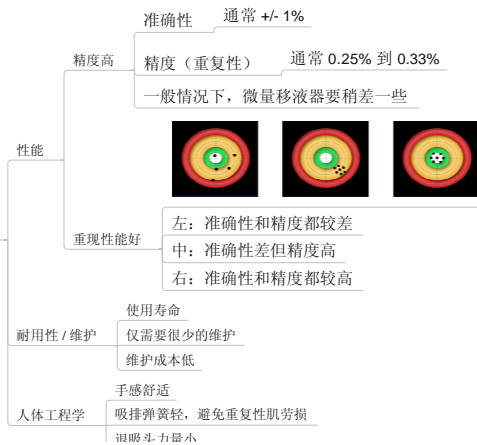 准确性 通常 +/- 1%
精度高 精度（重复性） 通常 0.25% 到 0.33%
一般情况下，微量移液器要稍差一些
性能
左：准确性和精度都较差
重现性能好 中：准确性差但精度高
右：准确性和精度都较高
使用寿命
耐用性 / 维护 仅需要很少的维护
维护成本低
手感舒适
人体工程学 吸排弹簧轻，避免重复性肌劳损
退吸头力量小